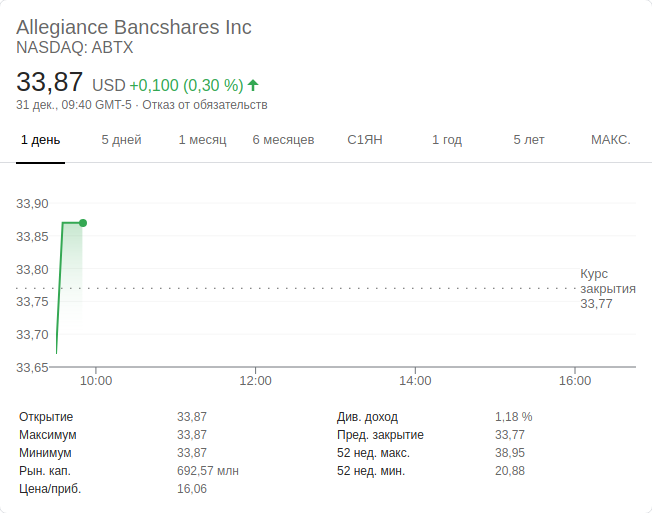 Allegiance Bancshares Inc
NASDAQ: ABTX
33,87 USD +0,100 (0,30 %)
31 дек., 09:40 GMT-5 · Отказ от обязательств
1 день 5 дней 1 месяц 6 месяцев С1ЯН 1 год 5 лет МАКС.
33,90
33,85
33,80
Курс
закрытия
33,77
33,75
33,70
33,65
10:00 12:00 14:00 16:00
Открытие 33,87 Див. доход 1,18 %
Максимум 33,87 Пред. закрытие 33,77
Минимум 33,87 52 нед. макс. 38,95
Рын. кап. 692,57 млн 52 нед. мин. 20,88
Цена/приб. 16,06